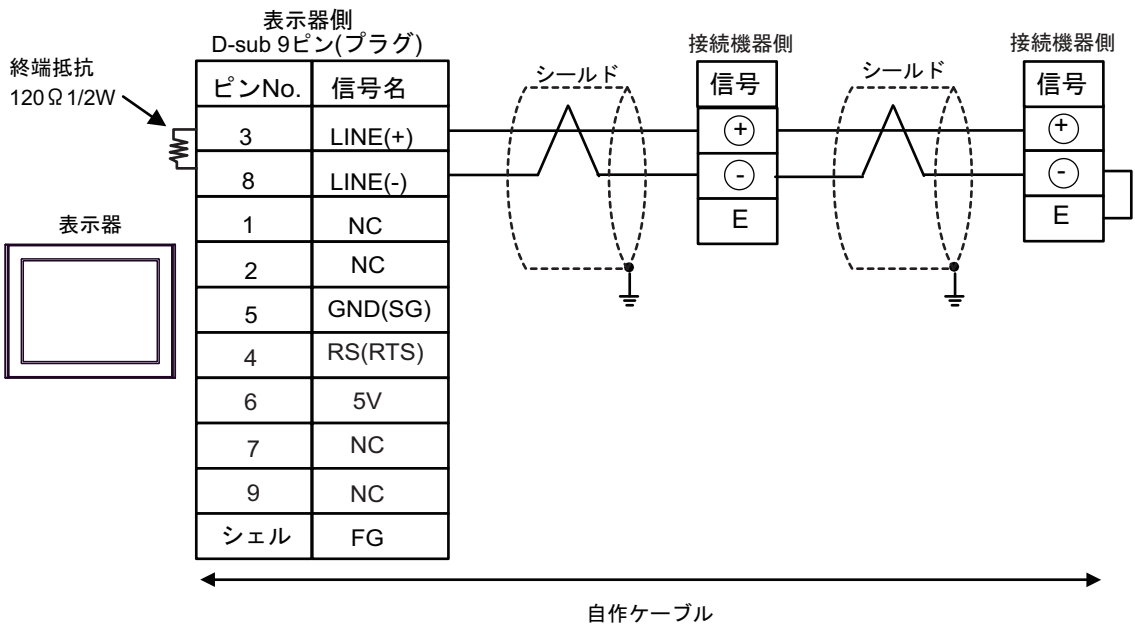 表示器側
D-sub 9ピン(プラグ)
終端抵抗
120Ω1/2W
ピンNo. 信号名
3 LINE(+)
8 LINE(-)
1 NC
2 NC
5 GND(SG)
4 RS(RTS)
6 5V
7 NC
9 NC
シェル FG
表示器
シールド
接続機器側
信号
+
-
E
シールド
接続機器側
信号
+
-
E
自作ケーブル